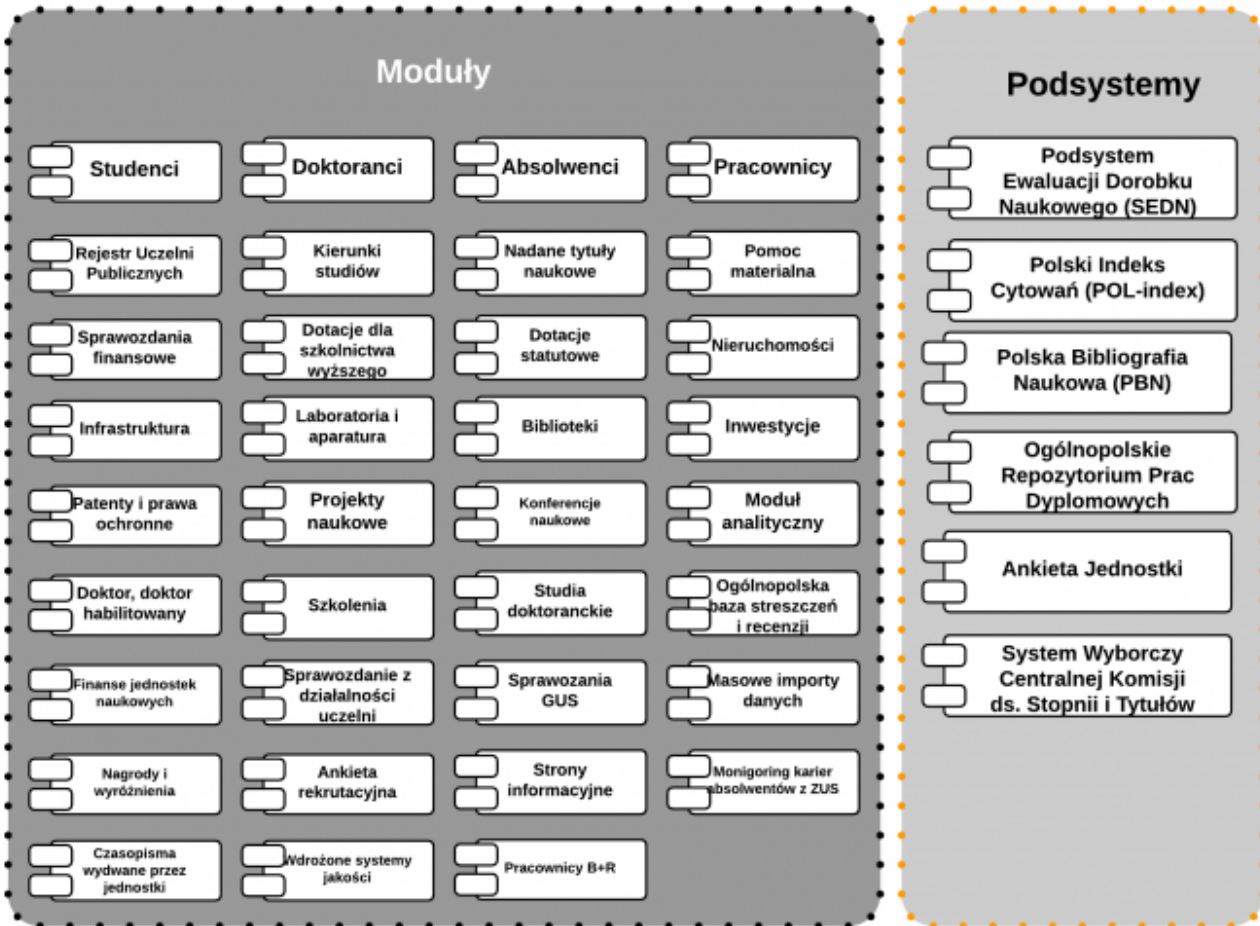 Moduły
Studenci
Doktoranci
Absolwenci
Pracownicy
Rejestr Uczelni
Publicznych
Kierunki
studiów
Nadane tytuły
naukowe
Pomoc
materialna
Sprawozdania
finansowe
Dotacje dla
szkolnictwa
wyższego
Dotacje
statutowe
Nieruchomości
Infrastruktura
Laboratoria i
aparatura
Biblioteki
Inwestycje
Patenty i prawa
ochronne
Projekty
naukowe
Konferencje
naukowe
Moduł
analityczny
Doktor, doktor
habilitowany
Szkolenia
Studia
doktoranckie
Ogólnopolska
baza streszczeń
i recenzji
Finanse jednostek
naukowych
Sprawozdanie z
działalności
uczelni
Sprawozania
GUS
Masowe importy
danych
Nagrody i
wyróżnienia
Ankieta
rekrutacyjna
Strony
informacyjne
Monigoring karier
absolwentów z ZUS
Czasopisma
wydwane przez
jednostki
Wdrożone systemy
jakości
Pracownicy B+R
Podsystemy
Podsystem
Ewaluacji Dorobku
Naukowego (SEDN)
Polski Indeks
Cytowań (POL-index)
Polska Bibliografia
Naukowa (PBN)
Ogólnopolskie
Repozytorium Prac
Dyplomowych
Ankieta Jednostki
System Wyborczy
Centralnej Komisji
ds. Stopnii i Tytułów